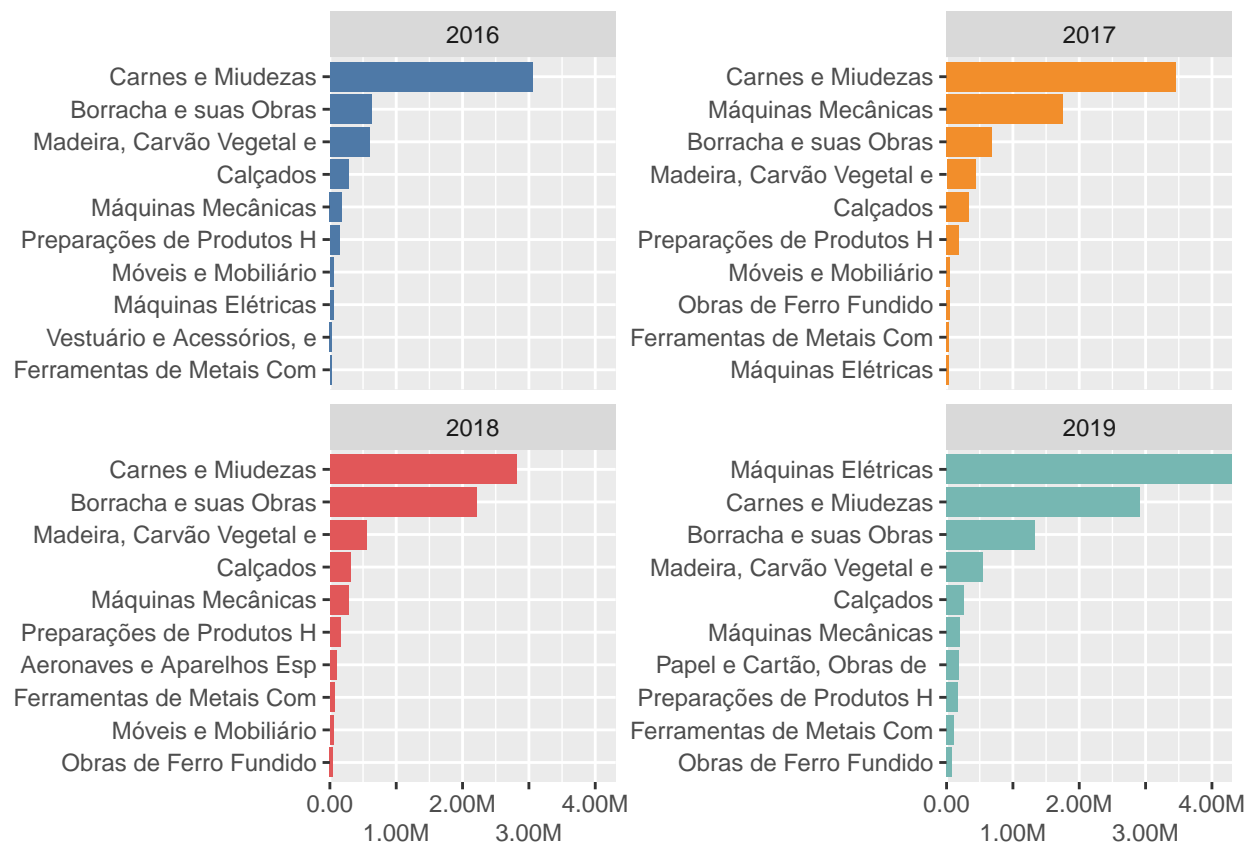 2016
Carnes e Miudezas
Borracha e suas Obras
Madeira, Carvão Vegetal e
Calçados
Máquinas Mecânicas
Preparações de Produtos H
Móveis e Mobiliário
Máquinas Elétricas
Vestuário e Acessórios, e
Ferramentas de Metais Com
2017
Carnes e Miudezas
Máquinas Mecânicas
Borracha e suas Obras
Madeira, Carvão Vegetal e
Calçados
Preparações de Produtos H
Móveis e Mobiliário
Obras de Ferro Fundido
Ferramentas de Metais Com
Máquinas Elétricas
2018
Carnes e Miudezas
Borracha e suas Obras
Madeira, Carvão Vegetal e
Calçados
Máquinas Mecânicas
Preparações de Produtos H
Aeronaves e Aparelhos Esp
Ferramentas de Metais Com
Móveis e Mobiliário
Obras de Ferro Fundido
0.00 2.00M 4.00M
1.00M 3.00M
2019
Máquinas Elétricas
Carnes e Miudezas
Borracha e suas Obras
Madeira, Carvão Vegetal e
Calçados
Máquinas Mecânicas
Papel e Cartão, Obras de
Preparações de Produtos H
Ferramentas de Metais Com
Obras de Ferro Fundido
0.00 2.00M 4.00M
1.00M 3.00M